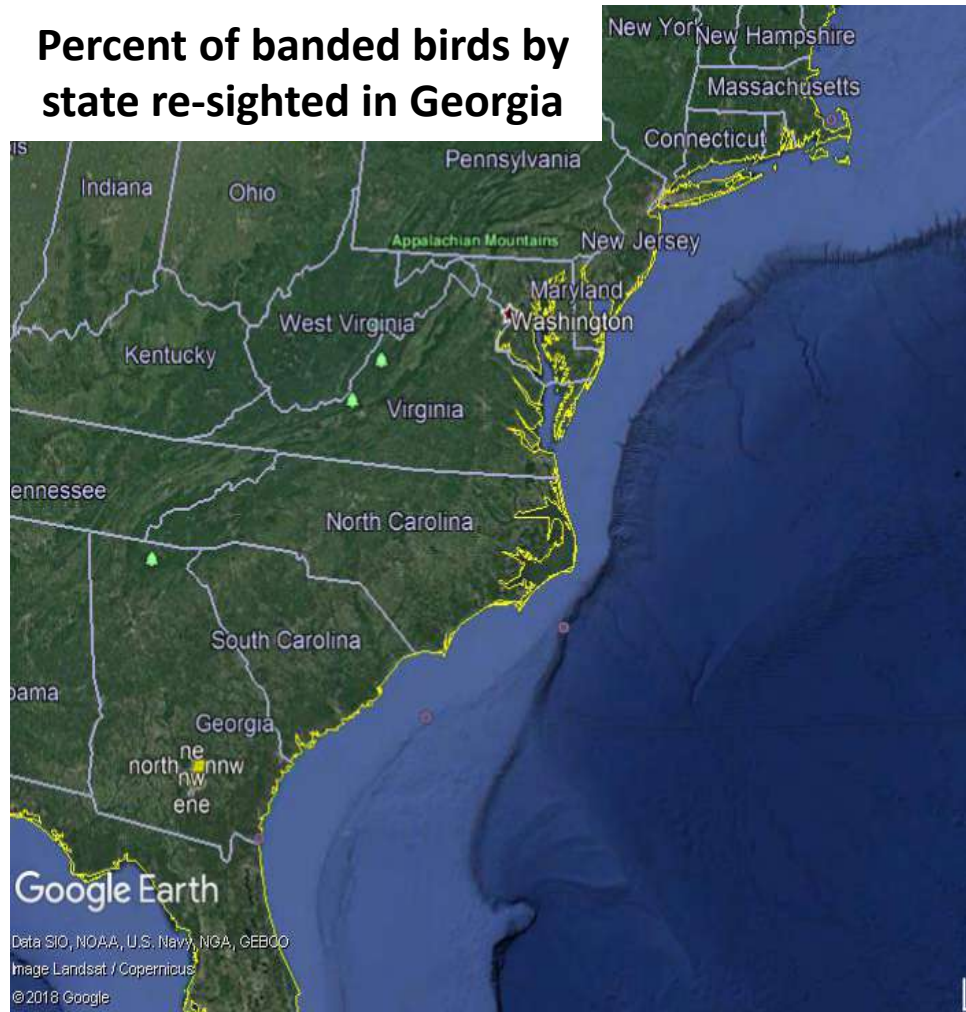 Percent of banded birds by
state re-sighted in Georgia
New York
New Hampshire
Massachusetts
Connecticut
Pennsylvania
Indiana
Ohio
Appalachian Mountains
New Jersey
Maryland
West Virginia
Washington
Kentucky
Virginia
ennessee
North Carolina
South Carolina
bama
Georgia
ne
north
nnw
nw
ene
Google Earth
Data SIO, NOAA, U.S. Navy, NGA, GEBCO
Image Landsat / Copernicus
© 2018 Google